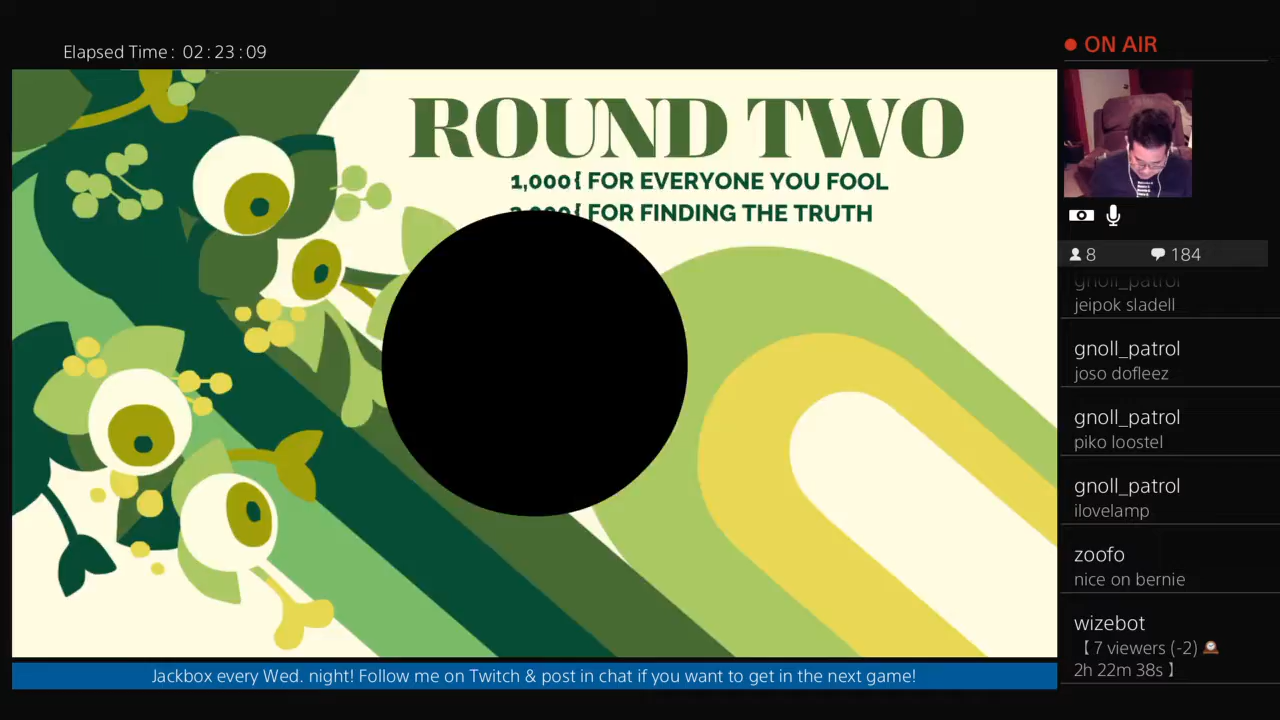 Elapsed Time: 02:23:09
ON AIR
ROUND TWO
1,000{ FOR EVERYONE YOU FOOL
{ FOR FINDING THE TRUTH
8
184
gnoll_patrol
jeipok sladell
gnoll_patrol
joso dofleez
gnoll_patrol
piko loostel
gnoll_patrol
ilovelamp
zoofo
nice on bernie
wizebot
【 7 viewers (-2) 🕰
2h 22m 38s 】
Jackbox every Wed. night! Follow me on Twitch & post in chat if you want to get in the next game!